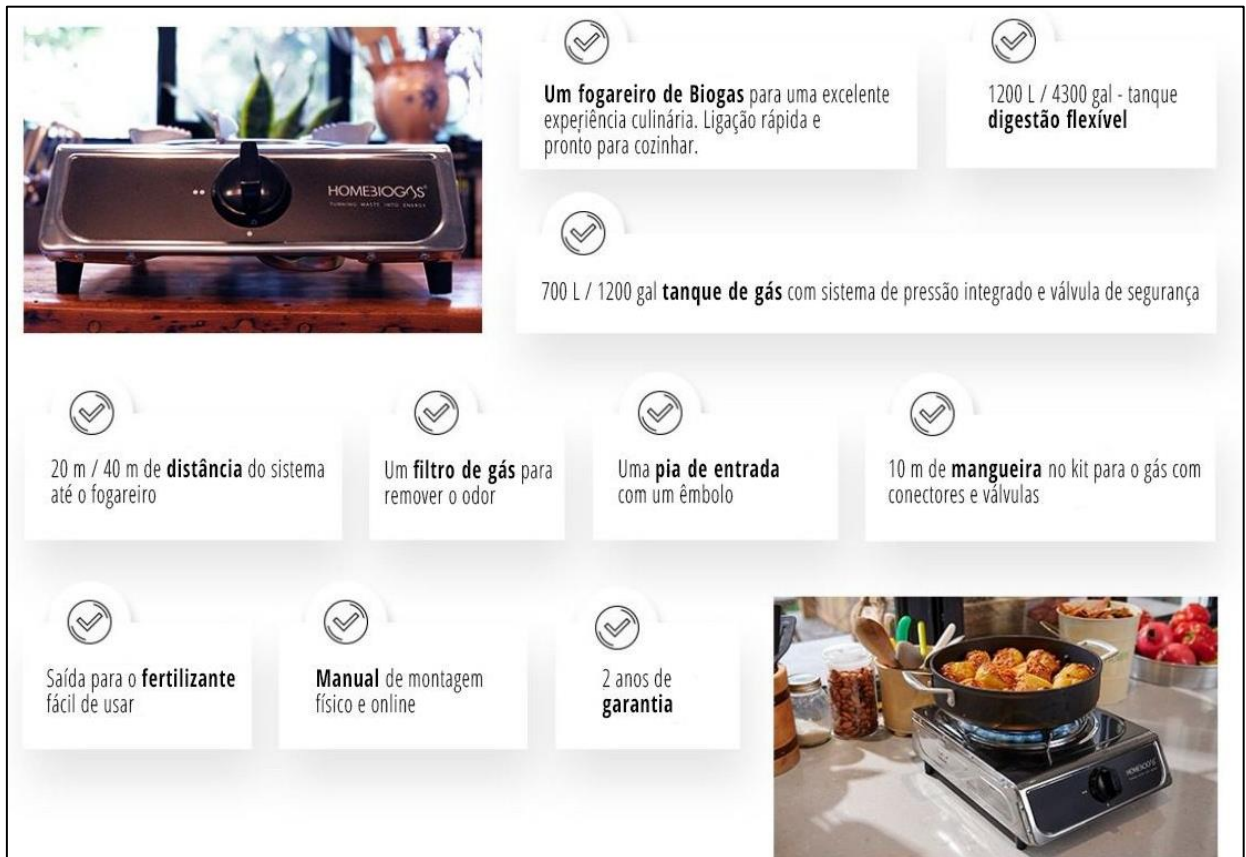 HOMEBIOGAS®
TURNING WASTE INTO ENERGY
Um fogareiro de Biogas para uma excelente
experiência culinária. Ligação rápida e
pronto para cozinhar.
1200 L / 4300 gal - tanque
digestão flexível
700 L / 1200 gal tanque de gás com sistema de pressão integrado e válvula de segurança
20 m / 40 m de distância do sistema
até o fogareiro
Um filtro de gás para
remover o odor
Uma pia de entrada
com um êmbolo
10 m de mangueira no kit para o gás com
conectores e válvulas
Saída para o fertilizante
fácil de usar
Manual de montagem
físico e online
2 anos de
garantia
HOMEBIOGAS®